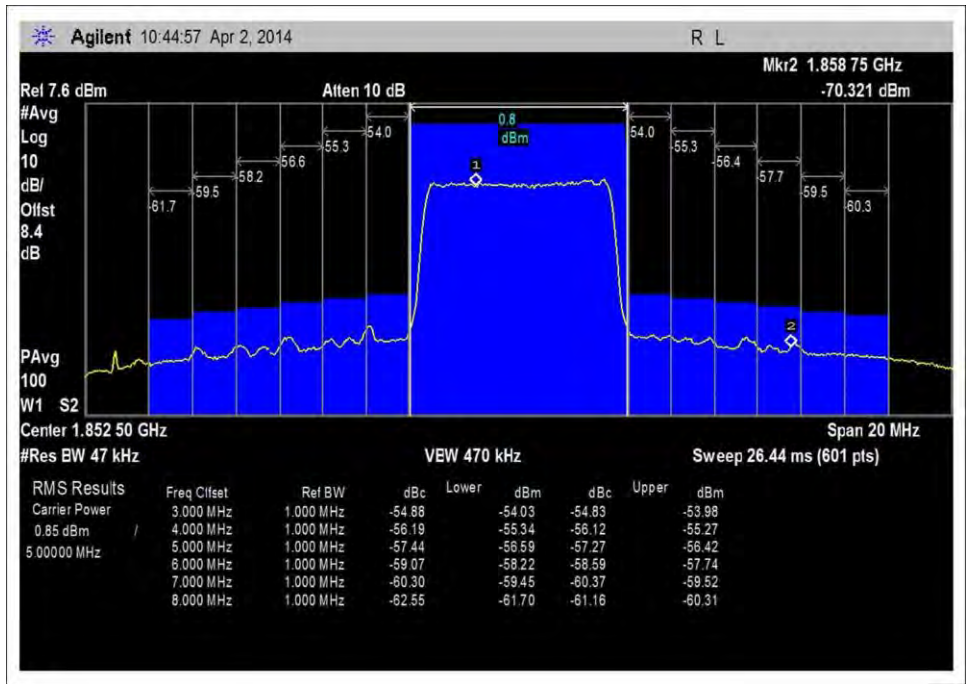 Agilent 10:44:57 Apr 2, 2014 R L
Mkr2 1.858 75 GHz
Ref 7.6 dBm Atten 10 dB -70.321 dBm
#Avg
Log
10
dB/
Offst
8.4
dB
0.8
dBm
54.0
-55.3
-56.6
-58.2
-59.5
-61.7
54.0
-55.3
-56.4
-57.7
-59.5
-60.3
1
2
PAvg
100
W1 S2
Center 1.852 50 GHz Span 20 MHz
#Res BW 47 kHz VBW 470 kHz Sweep 26.44 ms (601 pts)
RMS Results Freq Offset Ref BW dBc Lower dBm dBc Upper dBm
Carrier Power 3.000 MHz 1.000 MHz -54.88 -54.03 -54.83 -53.98
0.85 dBm / 4.000 MHz 1.000 MHz -56.19 -55.34 -56.12 -55.27
5.00000 MHz 5.000 MHz 1.000 MHz -57.44 -56.59 -57.27 -56.42
6.000 MHz 1.000 MHz -59.07 -58.22 -58.59 -57.74
7.000 MHz 1.000 MHz -60.30 -59.45 -60.37 -59.52
8.000 MHz 1.000 MHz -62.55 -61.70 -61.16 -60.31